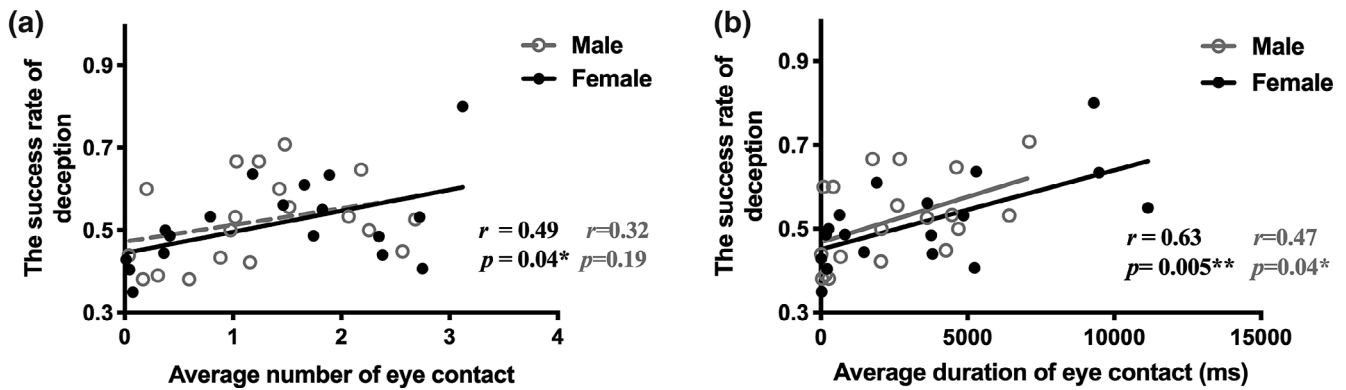 (a)
The success rate of
deception
0.9
0.7
0.5
0.3
0
1
2
3
4
Average number of eye contact
Male
Female
r = 0.49 r=0.32
p = 0.04* p=0.19
(b)
The success rate of
deception
0.9
0.7
0.5
0.3
0
5000
10000
15000
Average duration of eye contact (ms)
Male
Female
r = 0.63 r=0.47
p= 0.005** p=0.04*